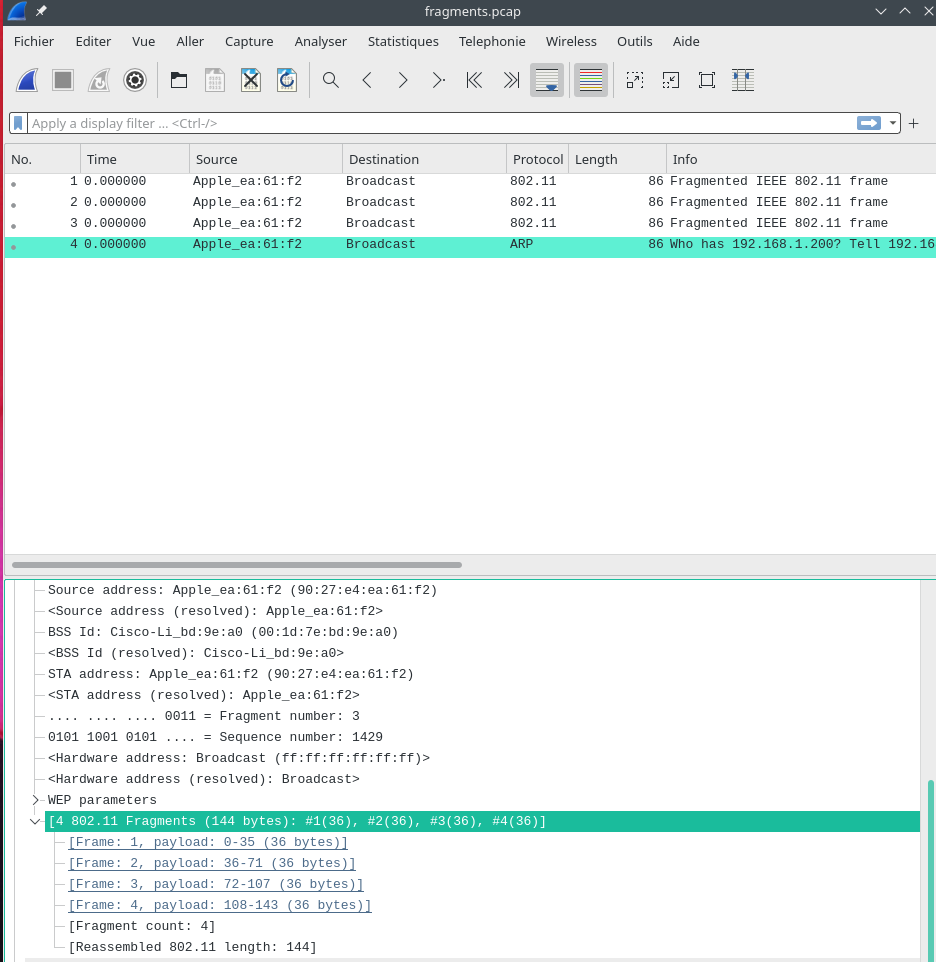 fragments.pcap
Fichier Editer Vue Aller Capture Analyser Statistiques Telephonie Wireless Outils Aide
Apply a display filter … <Ctrl-/>
No. Time Source Destination Protocol Length Info
1 0.000000 Apple_ea:61:f2 Broadcast 802.11 86 Fragmented IEEE 802.11 frame
2 0.000000 Apple_ea:61:f2 Broadcast 802.11 86 Fragmented IEEE 802.11 frame
3 0.000000 Apple_ea:61:f2 Broadcast 802.11 86 Fragmented IEEE 802.11 frame
4 0.000000 Apple_ea:61:f2 Broadcast ARP 86 Who has 192.168.1.200? Tell 192.16
Source address: Apple_ea:61:f2 (90:27:e4:ea:61:f2)
<Source address (resolved): Apple_ea:61:f2>
BSS Id: Cisco-Li_bd:9e:a0 (00:1d:7e:bd:9e:a0)
<BSS Id (resolved): Cisco-Li_bd:9e:a0>
STA address: Apple_ea:61:f2 (90:27:e4:ea:61:f2)
<STA address (resolved): Apple_ea:61:f2>
.... .... .... 0011 = Fragment number: 3
0101 1001 0101 .... = Sequence number: 1429
<Hardware address: Broadcast (ff:ff:ff:ff:ff:ff)>
<Hardware address (resolved): Broadcast>
WEP parameters
[4 802.11 Fragments (144 bytes): #1(36), #2(36), #3(36), #4(36)]
[Frame: 1, payload: 0-35 (36 bytes)]
[Frame: 2, payload: 36-71 (36 bytes)]
[Frame: 3, payload: 72-107 (36 bytes)]
[Frame: 4, payload: 108-143 (36 bytes)]
[Fragment count: 4]
[Reassembled 802.11 length: 144]